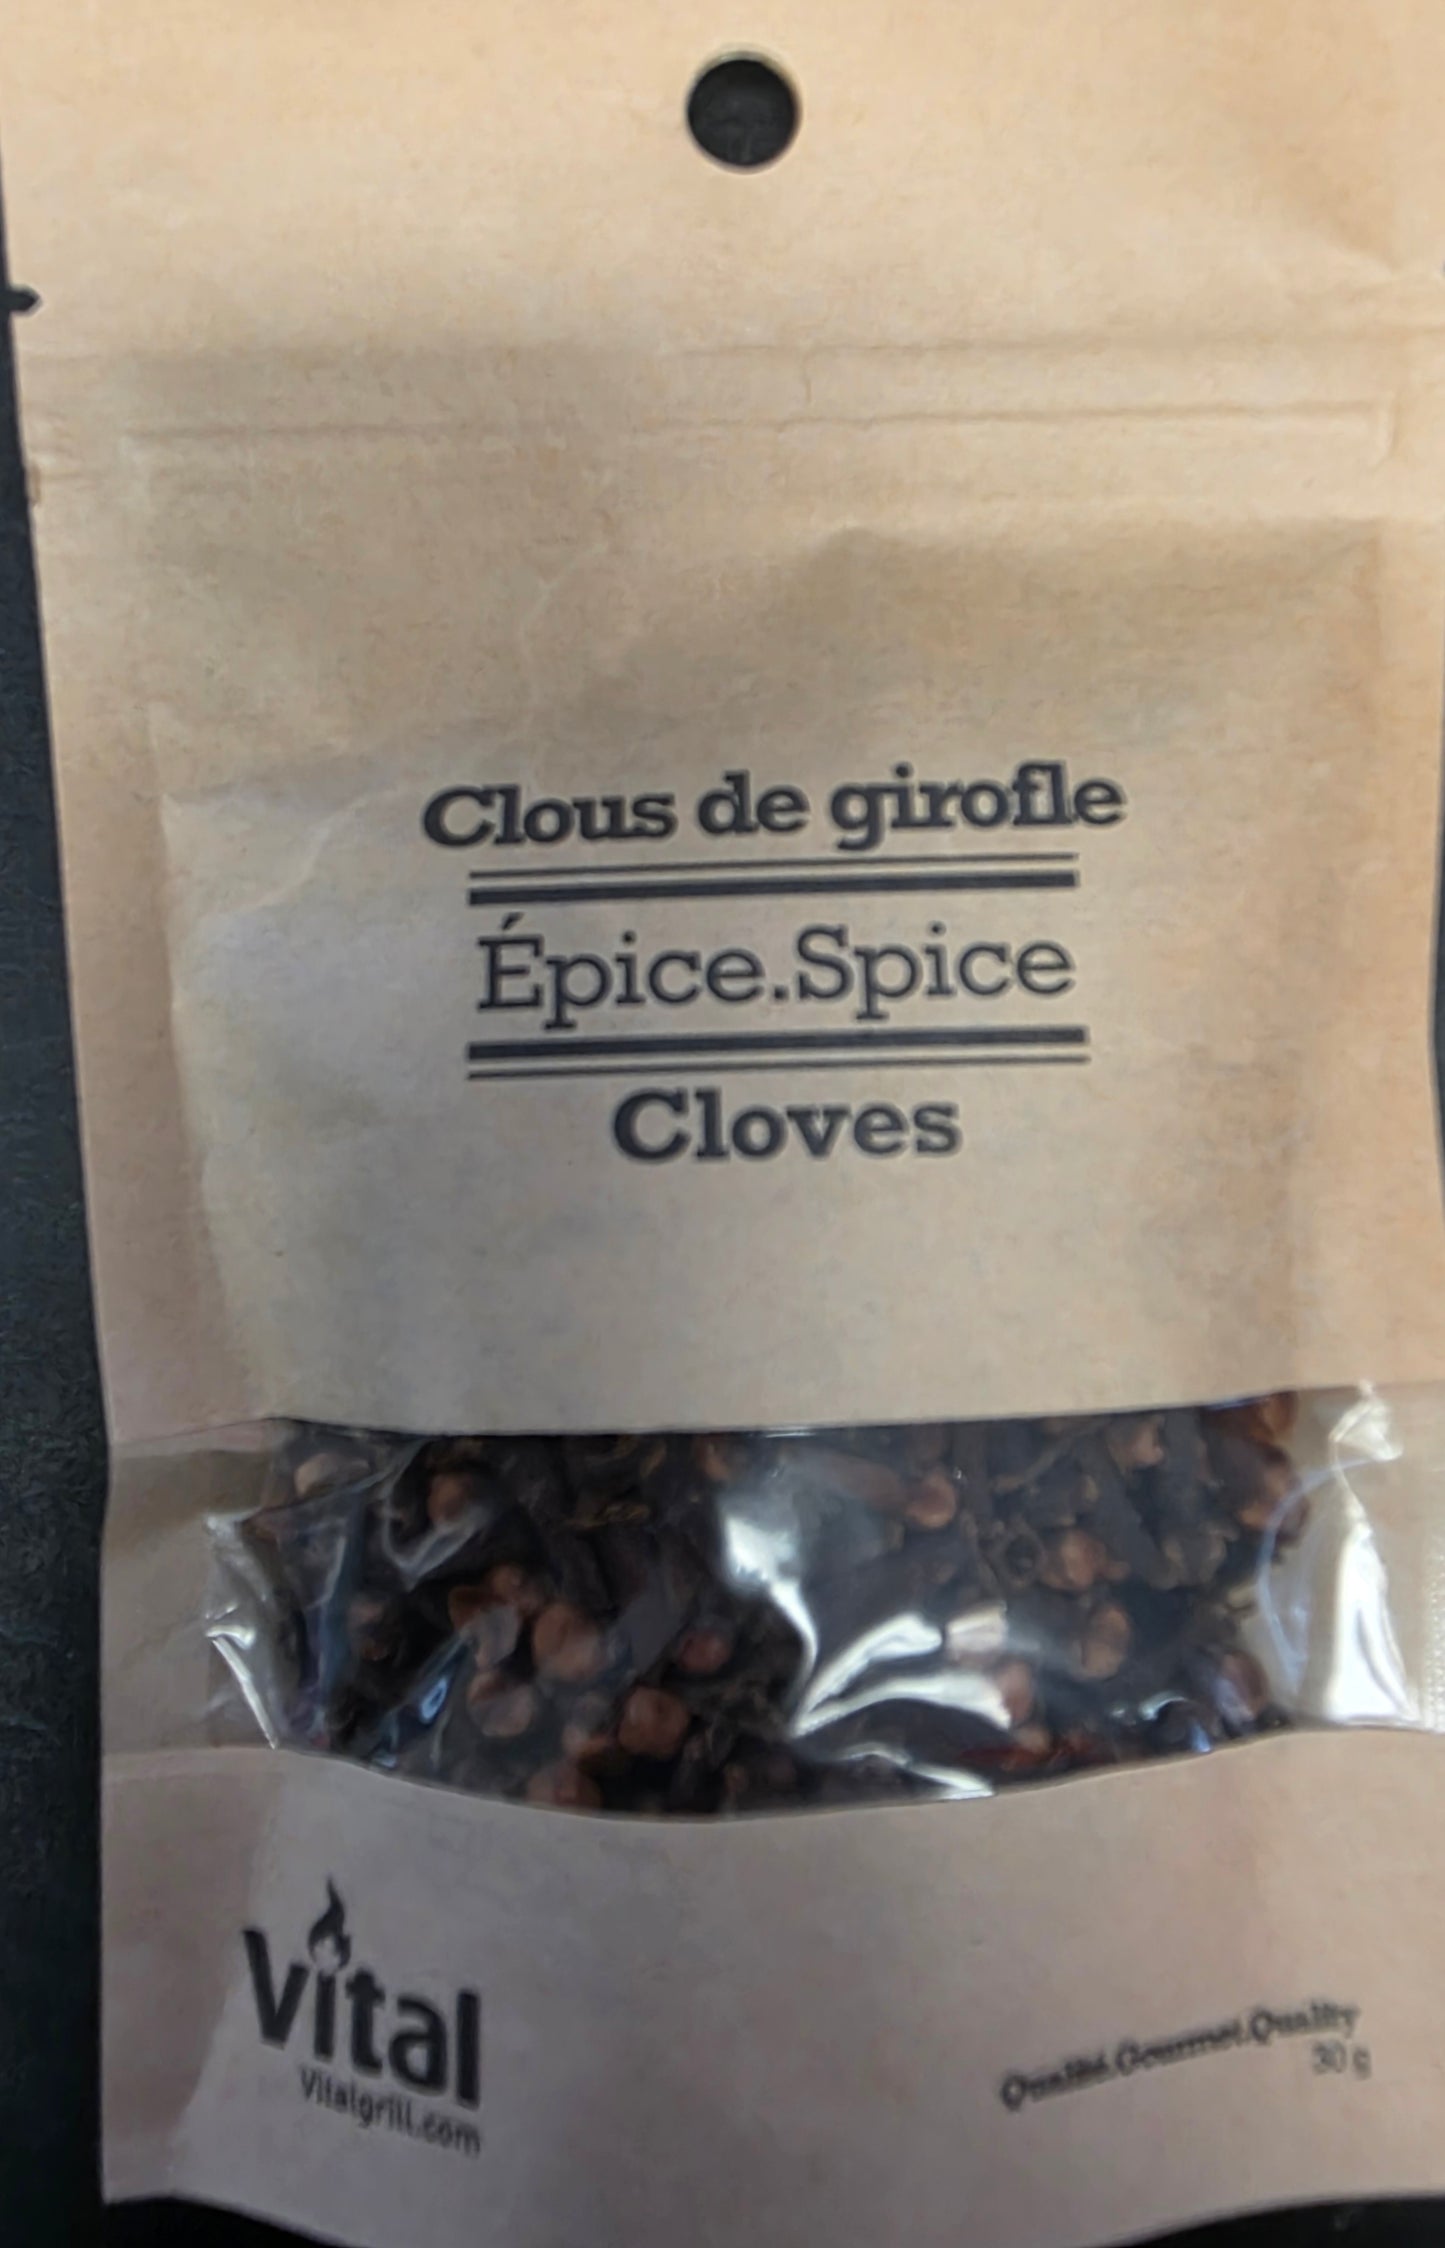 Clous de girofle
Épice.Spice
Cloves
Vital
Vitalgrill.com
Qualité.Gourmet.Quality
30 g